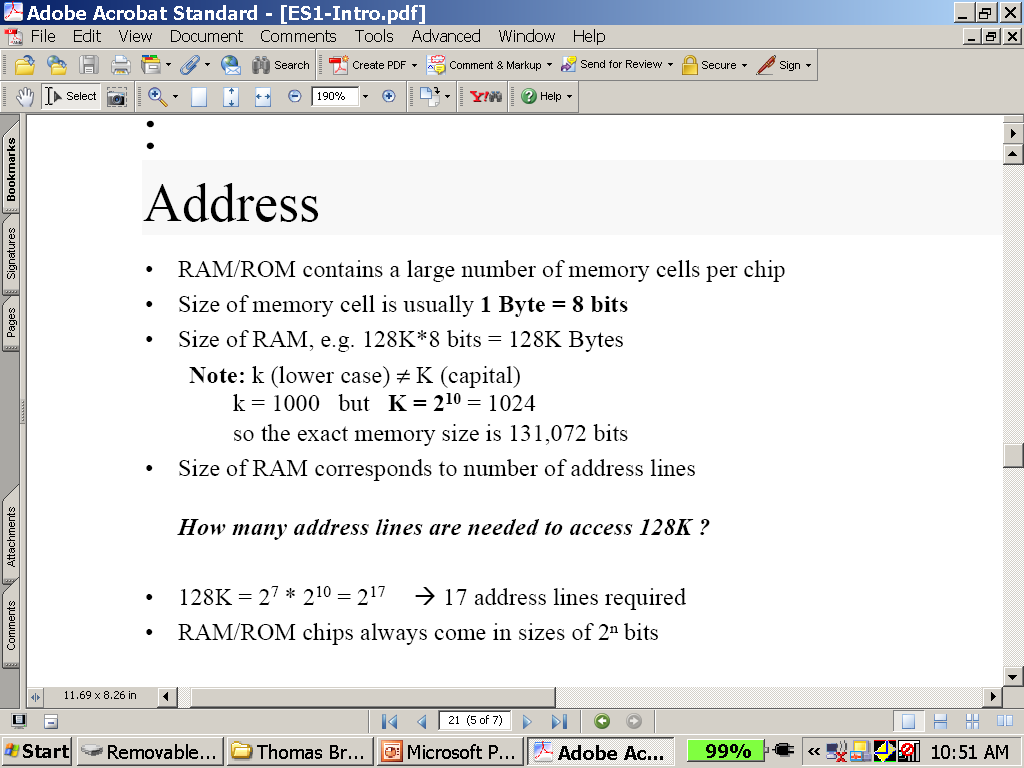 Adobe Acrobat Standard - [ES1-Intro.pdf]
File Edit View Document Comments Tools Advanced Window Help
Search Create PDF Comment & Markup Send for Review Secure Sign
Select 190% Y! Help
Bookmarks
Signatures
Pages
Attachments
Comments
•
•
Address
• RAM/ROM contains a large number of memory cells per chip
• Size of memory cell is usually 1 Byte = 8 bits
• Size of RAM, e.g. 128K*8 bits = 128K Bytes
Note: k (lower case) ≠ K (capital)
k = 1000 but K = 2¹⁰ = 1024
so the exact memory size is 131,072 bits
• Size of RAM corresponds to number of address lines
How many address lines are needed to access 128K ?
• 128K = 2⁷ * 2¹⁰ = 2¹⁷ → 17 address lines required
• RAM/ROM chips always come in sizes of 2ⁿ bits
11.69 x 8.26 in
21 (5 of 7)
Start Removable... Thomas Br... Microsoft P... Adobe Ac... 99% « 10:51 AM